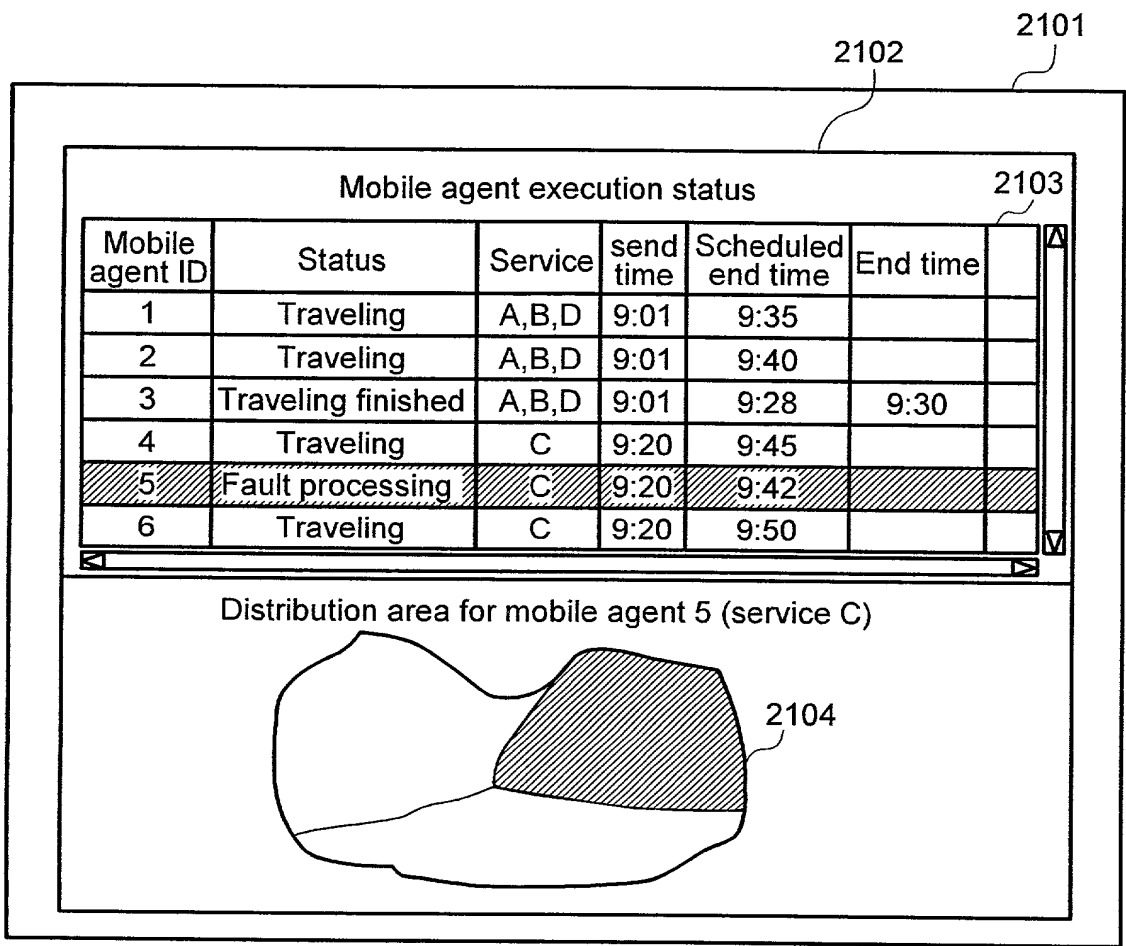 2101
2102
Mobile agent execution status
2103
Mobile agent ID Status Service send time Scheduled end time End time
1 Traveling A,B,D 9:01 9:35
2 Traveling A,B,D 9:01 9:40
3 Traveling finished A,B,D 9:01 9:28 9:30
4 Traveling C 9:20 9:45
5 Fault processing C 9:20 9:42
6 Traveling C 9:20 9:50
Distribution area for mobile agent 5 (service C)
2104